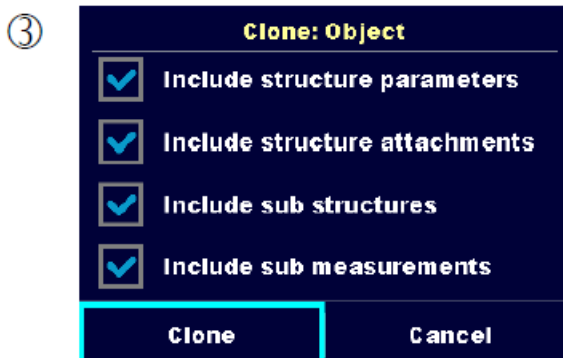 ③
Clone: Object
Include structure parameters
Include structure attachments
Include sub structures
Include sub measurements
Clone
Cancel